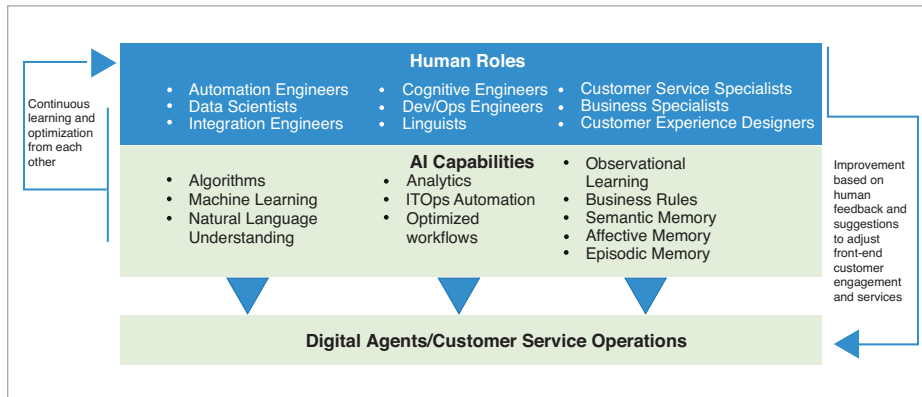 Human Roles
• Automation Engineers
• Data Scientists
• Integration Engineers
• Cognitive Engineers
• Dev/Ops Engineers
• Linguists
• Customer Service Specialists
• Business Specialists
• Customer Experience Designers
Continuous
learning and
optimization
from each
other
AI Capabilities
• Algorithms
• Machine Learning
• Natural Language
Understanding
• Analytics
• ITOps Automation
• Optimized
workflows
• Observational
Learning
• Business Rules
• Semantic Memory
• Affective Memory
• Episodic Memory
Improvement
based on
human
feedback and
suggestions
to adjust
front-end
customer
engagement
and services
Digital Agents/Customer Service Operations